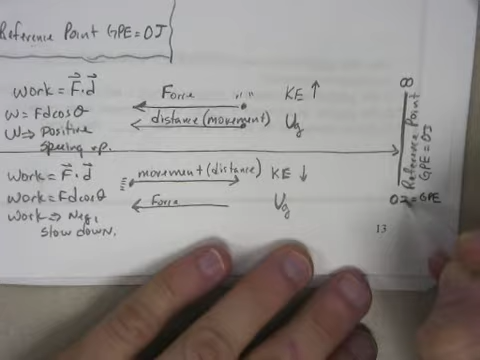 Reference Point GPE = 0J
Work = F⃗·d⃗
W = Fdcosθ
W ⇒ Positive
speeding up.
Force
distance (movement)
KE ↑
Ug
Work = F⃗·d⃗
Work = Fdcosθ
Work ⇒ Neg,
slow down.
movement (distance)
Force
KE ↓
Ug
∞
Reference Point
GPE = 0J
= GPE
13